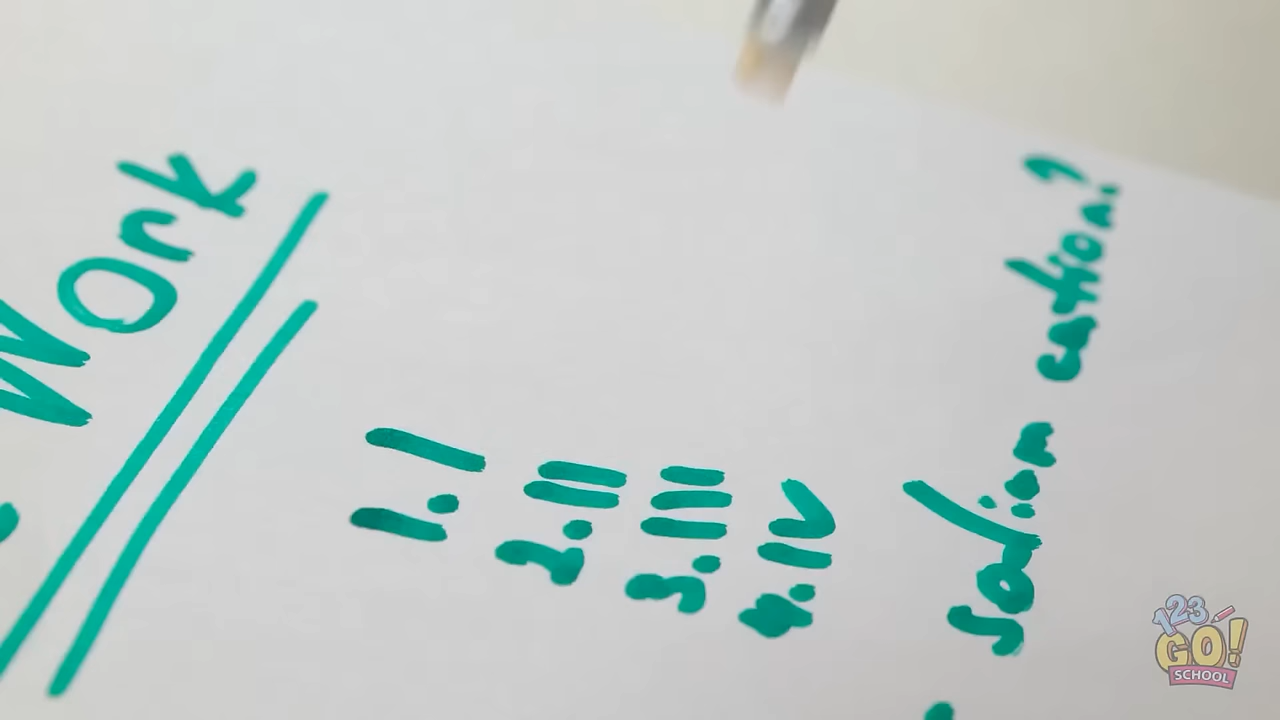 Work
1. I
2. II
3. III
4. IV
sodium cation?
123
GO!
SCHOOL